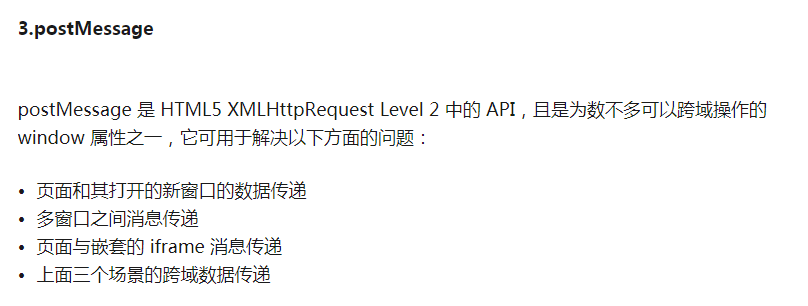 3.postMessage
postMessage 是 HTML5 XMLHttpRequest Level 2 中的 API，且是为数不多可以跨域操作的
window 属性之一，它可用于解决以下方面的问题：
• 页面和其打开的新窗口的数据传递
• 多窗口之间消息传递
• 页面与嵌套的 iframe 消息传递
• 上面三个场景的跨域数据传递